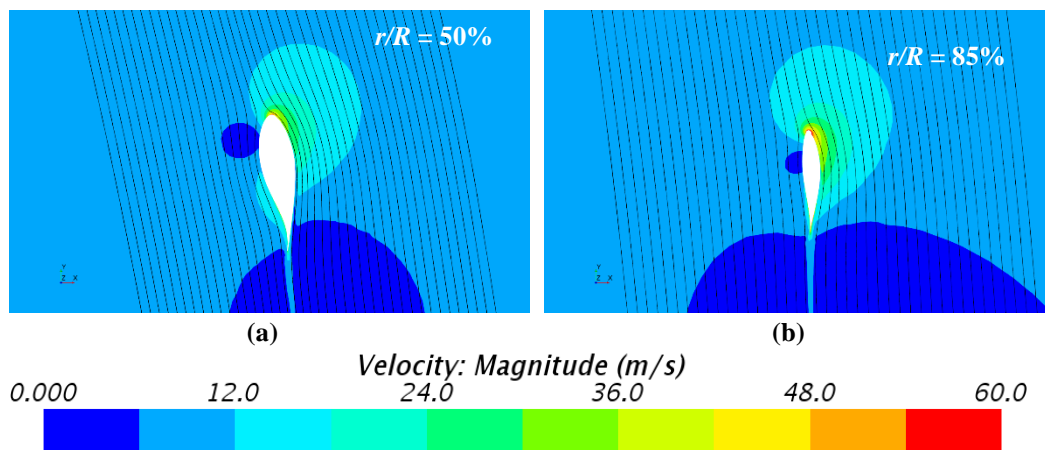 r/R = 50%
r/R = 85%
Y
Z X
Y
Z X
(a)
(b)
Velocity: Magnitude (m/s)
0.000 12.0 24.0 36.0 48.0 60.0